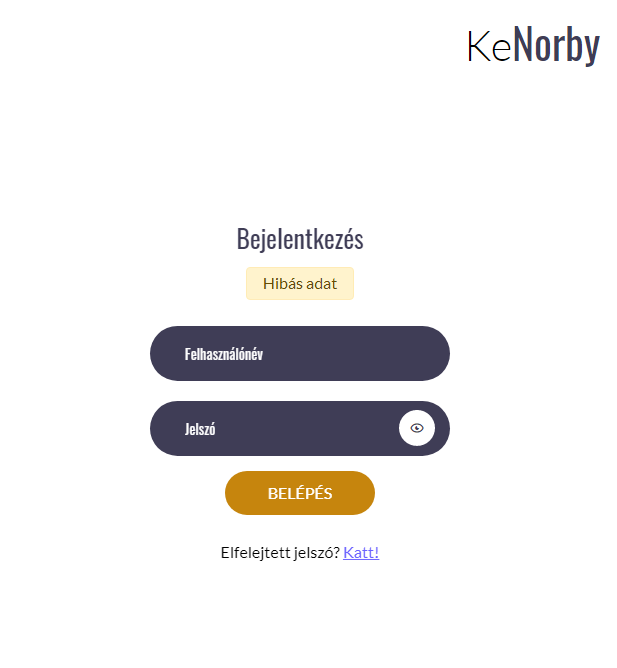 KeNorby
Bejelentkezés
Hibás adat
Felhasználónév
Jelszó
BELÉPÉS
Elfelejtett jelszó? Katt!